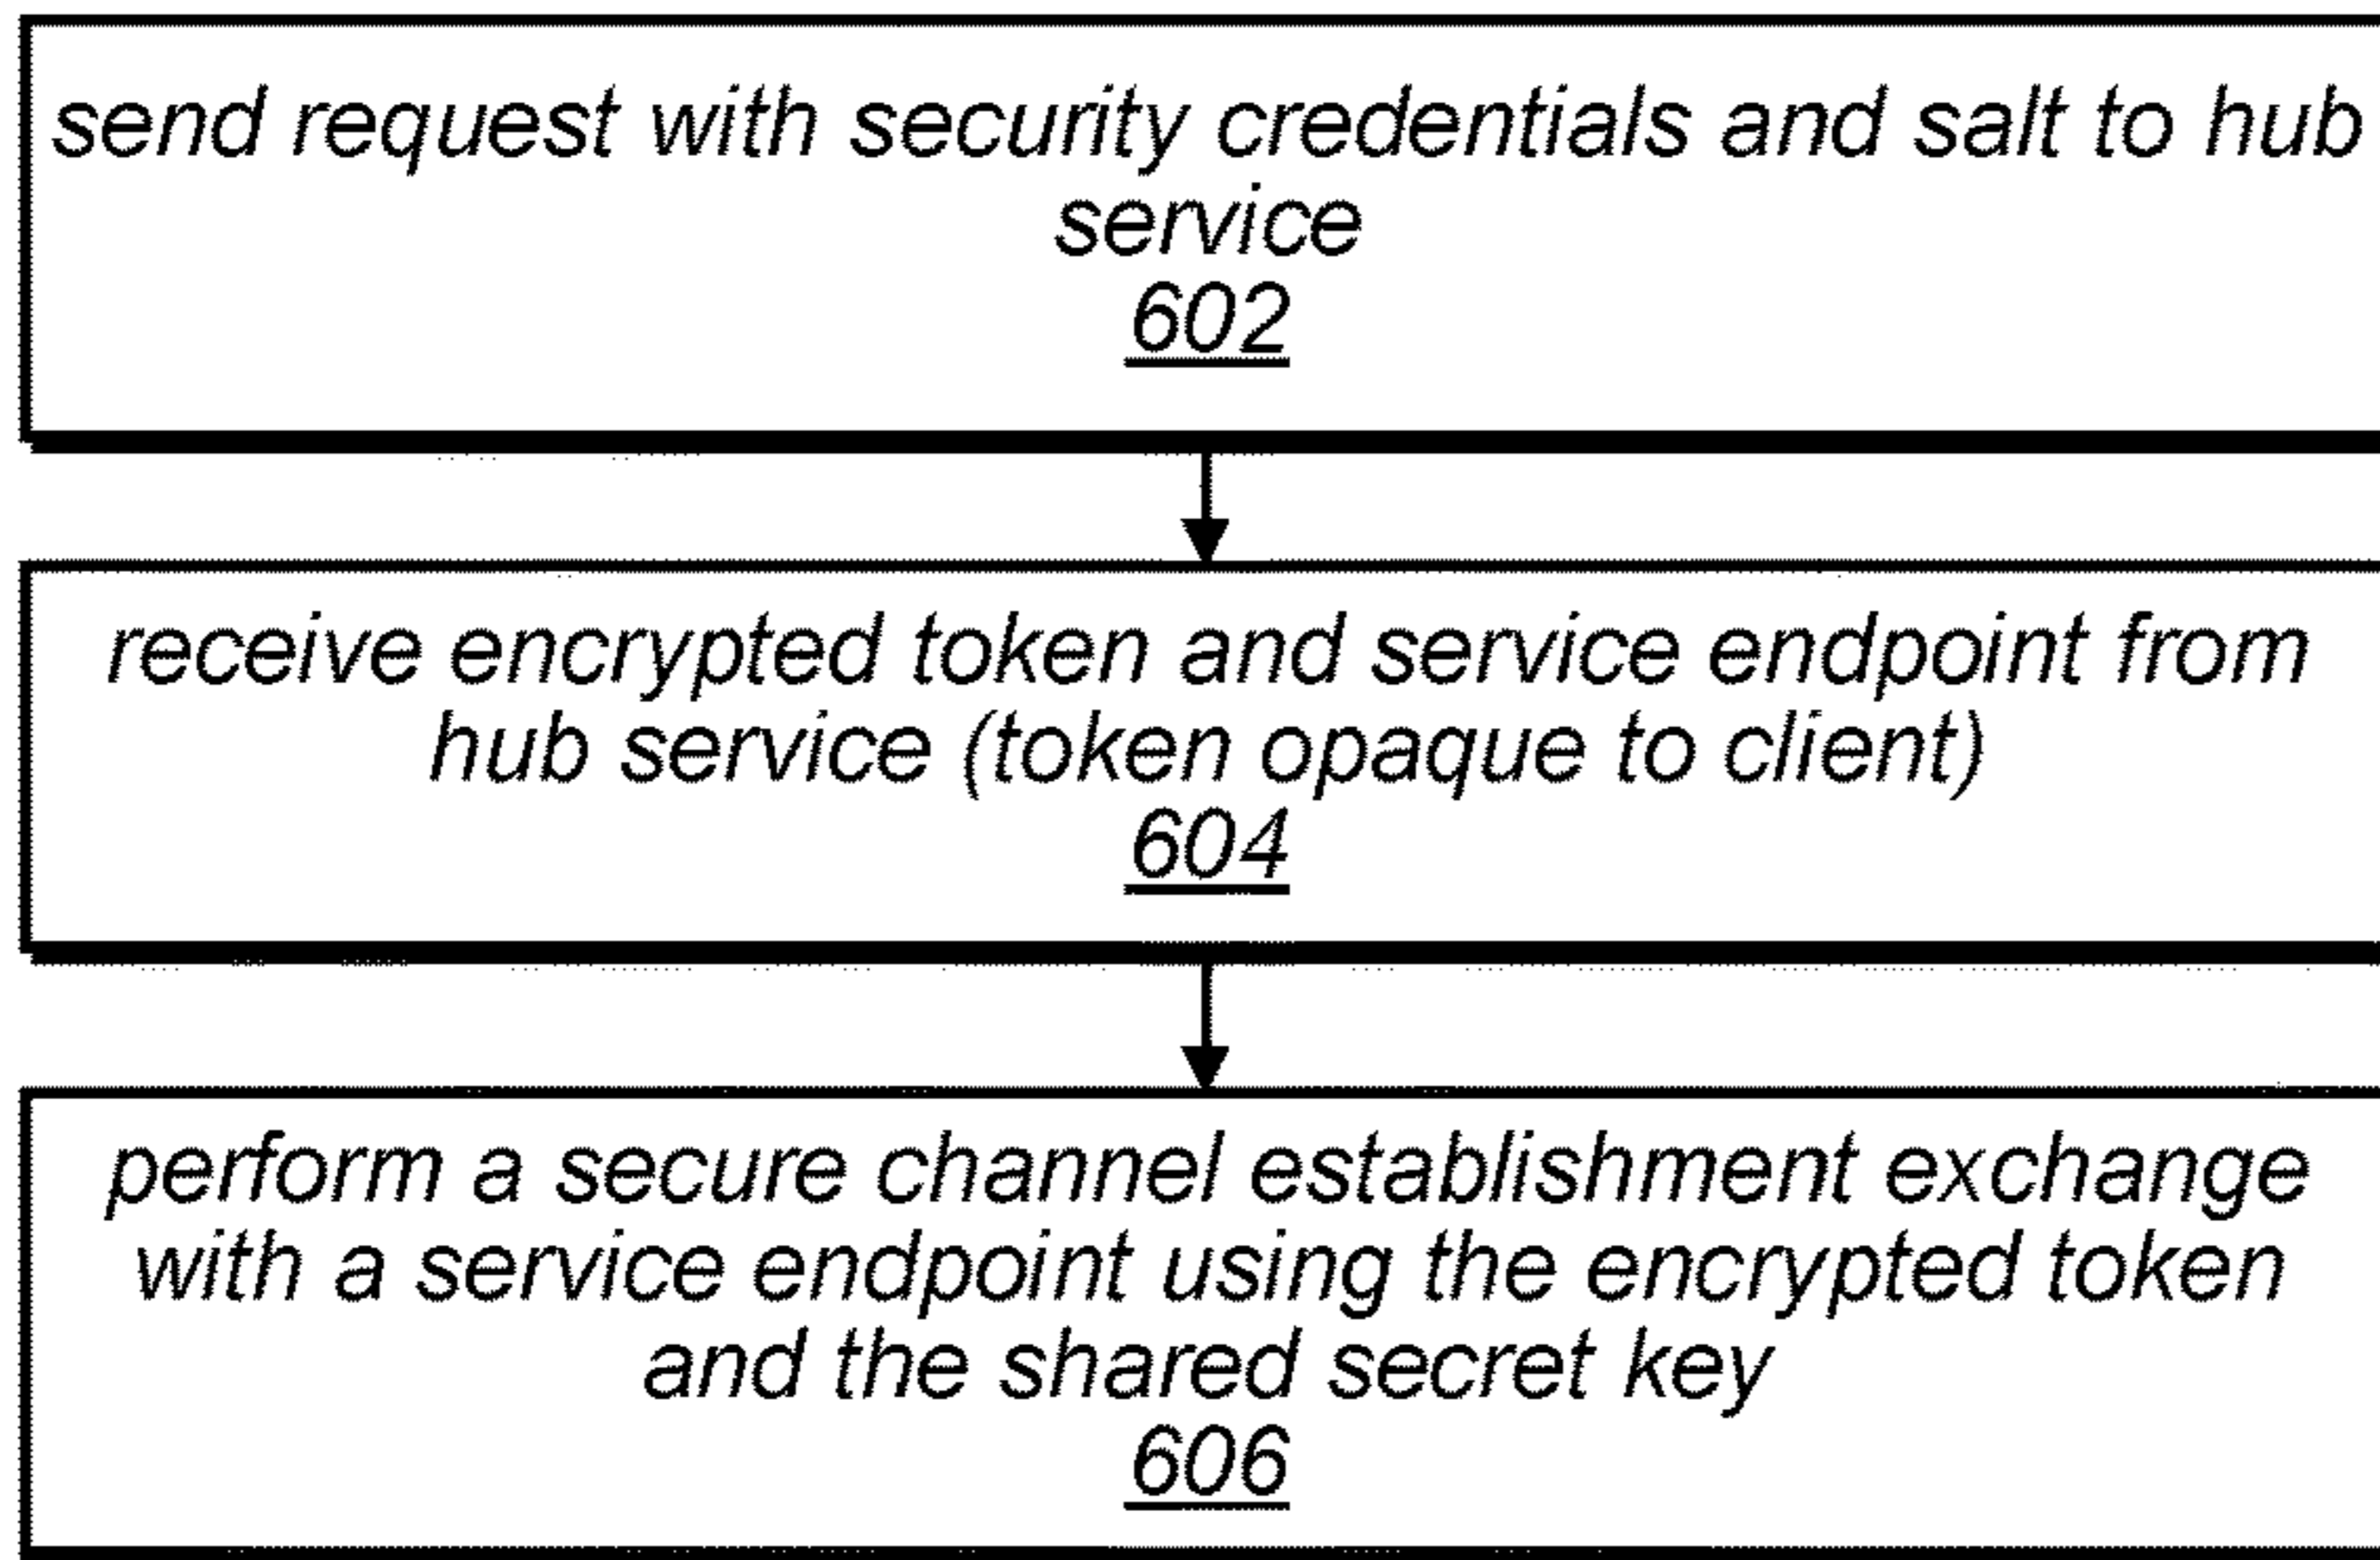 send request with security credentials and salt to hub
service
602
receive encrypted token and service endpoint from
hub service (token opaque to client)
604
perform a secure channel establishment exchange
with a service endpoint using the encrypted token
and the shared secret key
606